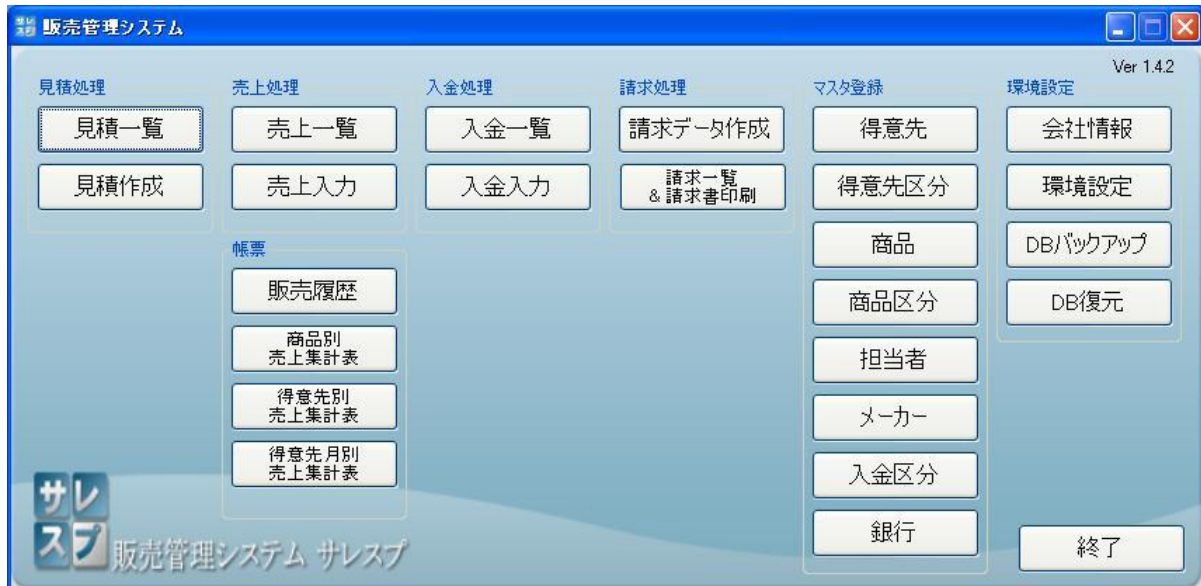 サレスプ 販売管理システム
Ver 1.4.2
見積処理
見積一覧
見積作成
売上処理
売上一覧
売上入力
帳票
販売履歴
商品別
売上集計表
得意先別
売上集計表
得意先月別
売上集計表
入金処理
入金一覧
入金入力
請求処理
請求データ作成
請求一覧
&請求書印刷
マスタ登録
得意先
得意先区分
商品
商品区分
担当者
メーカー
入金区分
銀行
環境設定
会社情報
環境設定
DBバックアップ
DB復元
終了
サレ
スプ
販売管理システム サレスプ